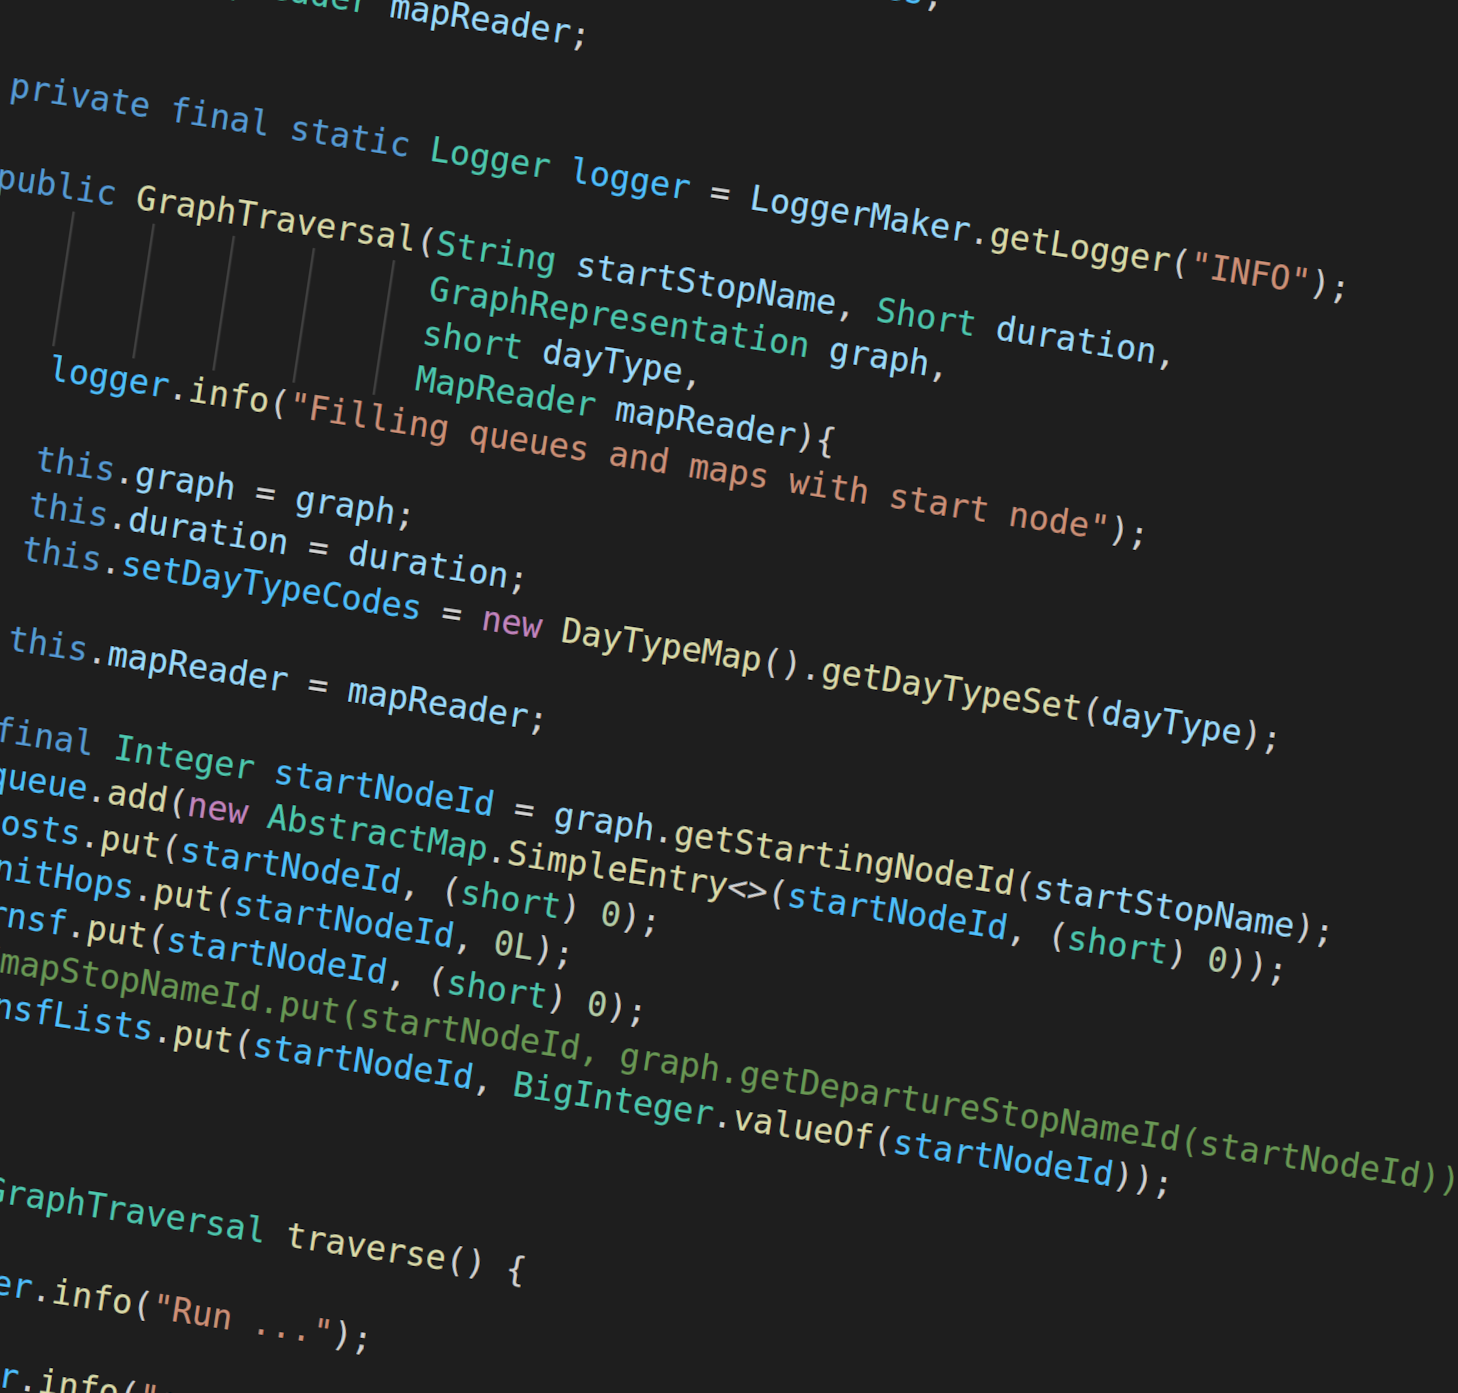 mapReader;
private final static Logger logger = LoggerMaker.getLogger("INFO");
public GraphTraversal(String startStopName, Short duration,
GraphRepresentation graph,
short dayType,
MapReader mapReader){
logger.info("Filling queues and maps with start node");
this.graph = graph;
this.duration = duration;
this.setDayTypeCodes = new DayTypeMap().getDayTypeSet(dayType);
this.mapReader = mapReader;
final Integer startNodeId = graph.getStartingNodeId(startStopName);
queue.add(new AbstractMap.SimpleEntry<>(startNodeId, (short) 0));
osts.put(startNodeId, (short) 0);
nitHops.put(startNodeId, 0L);
rnsf.put(startNodeId, (short) 0);
mapStopNameId.put(startNodeId, graph.getDepartureStopNameId(startNodeId))
nsfLists.put(startNodeId, BigInteger.valueOf(startNodeId));
GraphTraversal traverse() {
er.info("Run ...");
r.info("